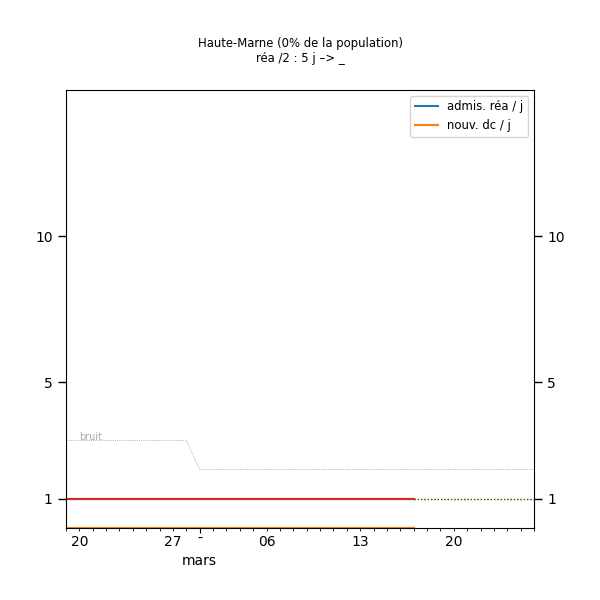 Haute-Marne (0% de la population)
réa /2 : 5 j –> _
admis. réa / j
nouv. dc / j
10 10
5 5
bruit
1 1
20 27 - 06 13 20
mars